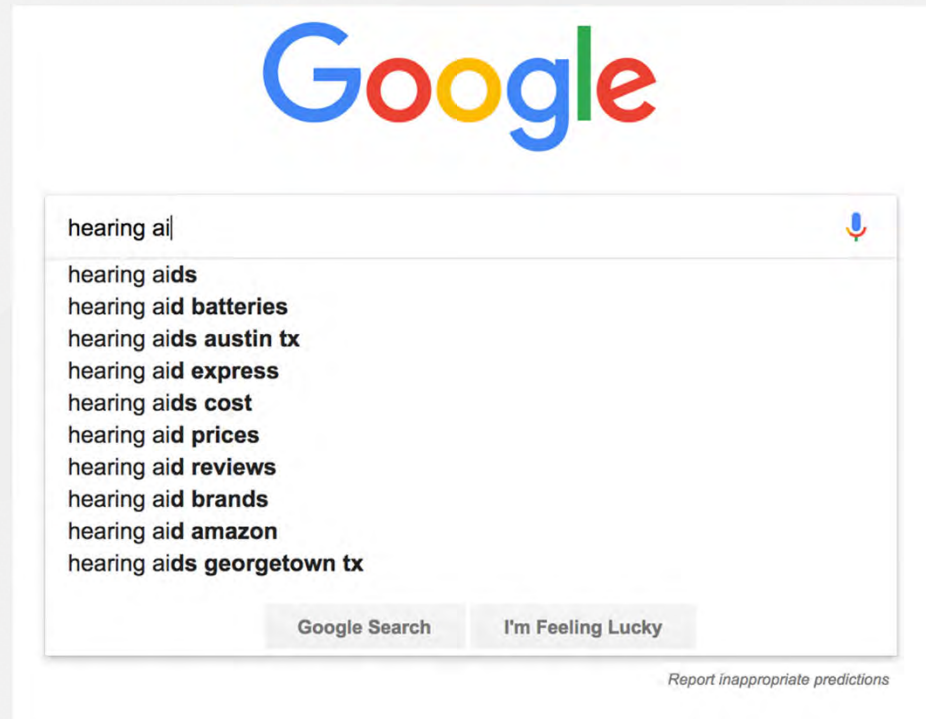 Google
hearing ai
hearing aids
hearing aid batteries
hearing aids austin tx
hearing aid express
hearing aids cost
hearing aid prices
hearing aid reviews
hearing aid brands
hearing aid amazon
hearing aids georgetown tx
Google Search I'm Feeling Lucky
Report inappropriate predictions